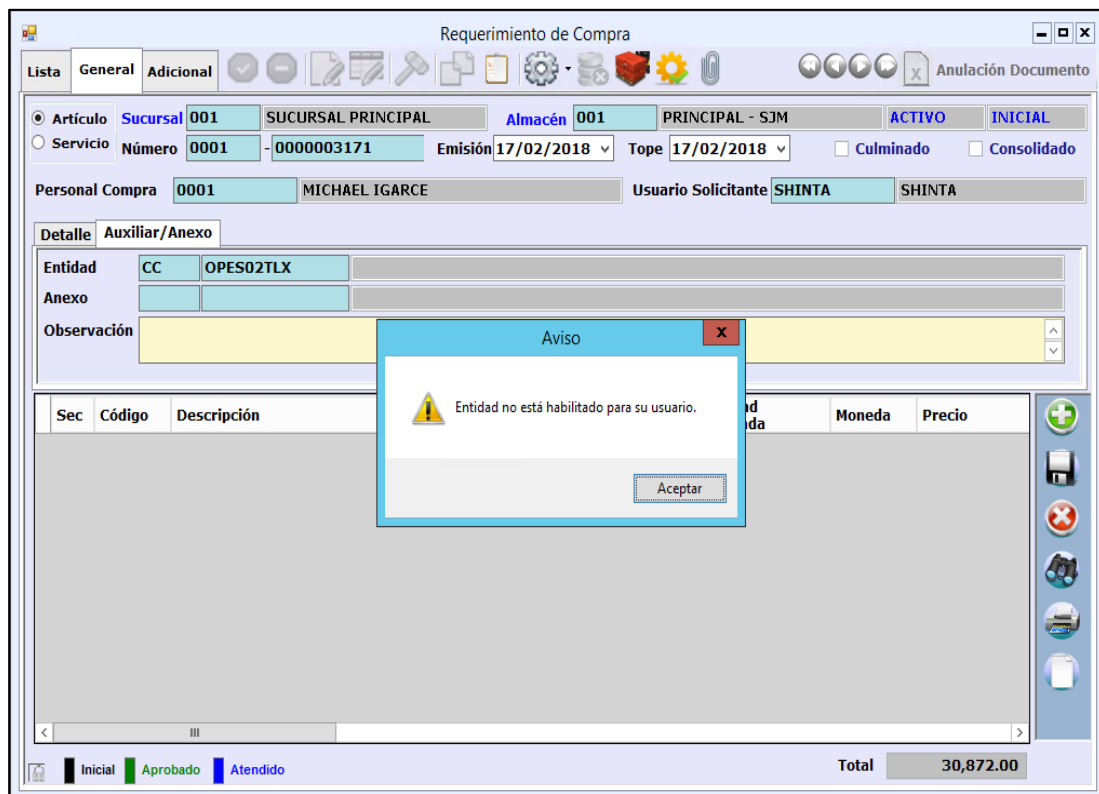 Requerimiento de Compra
Lista General Adicional Anulación Documento
Artículo Sucursal 001 SUCURSAL PRINCIPAL Almacén 001 PRINCIPAL - SJM ACTIVO INICIAL
Servicio Número 0001 - 0000003171 Emisión 17/02/2018 Tope 17/02/2018 Culminado Consolidado
Personal Compra 0001 MICHAEL IGARCE Usuario Solicitante SHINTA SHINTA
Detalle Auxiliar/Anexo
Entidad CC OPES02TLX
Anexo
Observación
Aviso X
Entidad no está habilitado para su usuario.
Aceptar
Sec Código Descripción Moneda Precio
Total 30,872.00
Inicial Aprobado Atendido